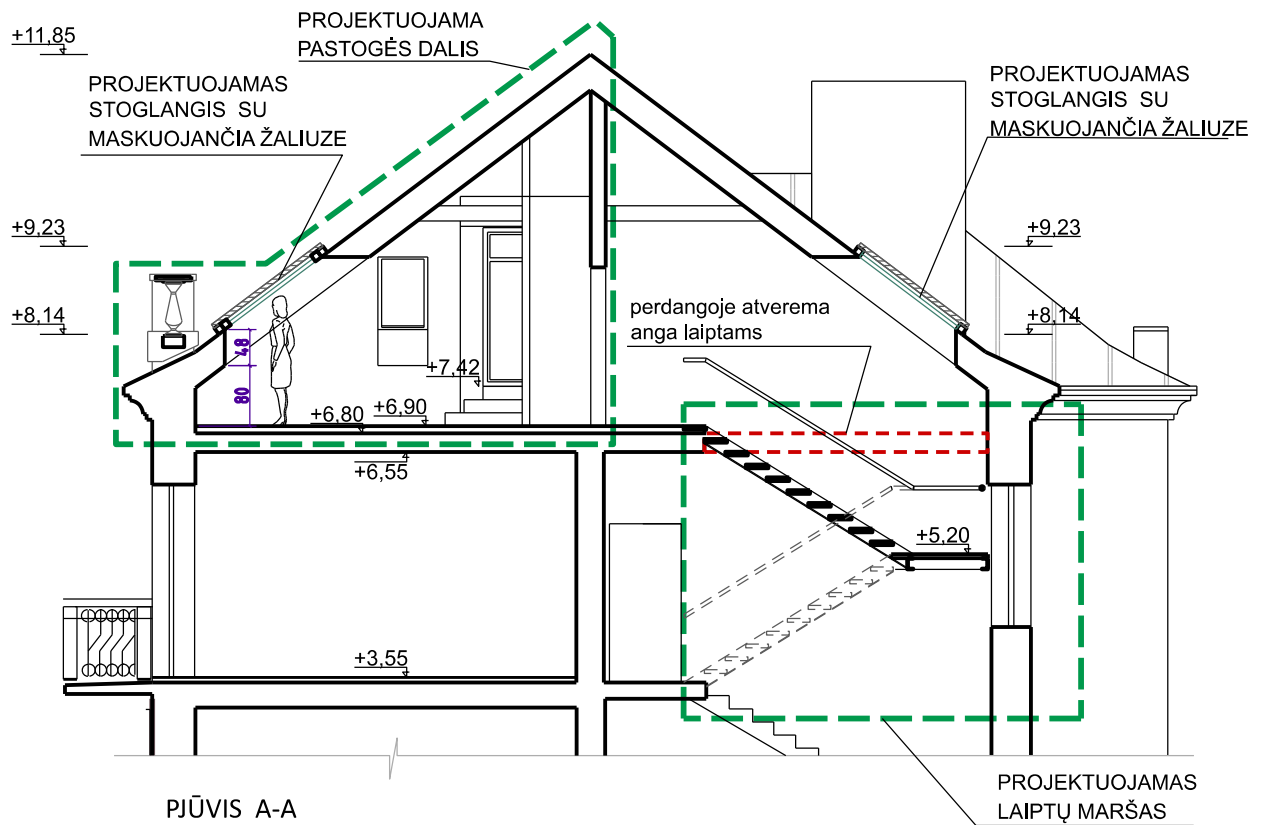 PROJEKTUOJAMA
PASTOGĖS DALIS
+11,85
PROJEKTUOJAMAS
STOGLANGIS SU
MASKUOJANČIA ŽALIUZE
PROJEKTUOJAMAS
STOGLANGIS SU
MASKUOJANČIA ŽALIUZE
+9,23
+9,23
+8,14
perdangoje atverema
anga laiptams
+8,14
48
+7,42
80
+6,80
+6,90
+6,55
+5,20
+3,55
PROJEKTUOJAMAS
LAIPTŲ MARŠAS
PJŪVIS A-A